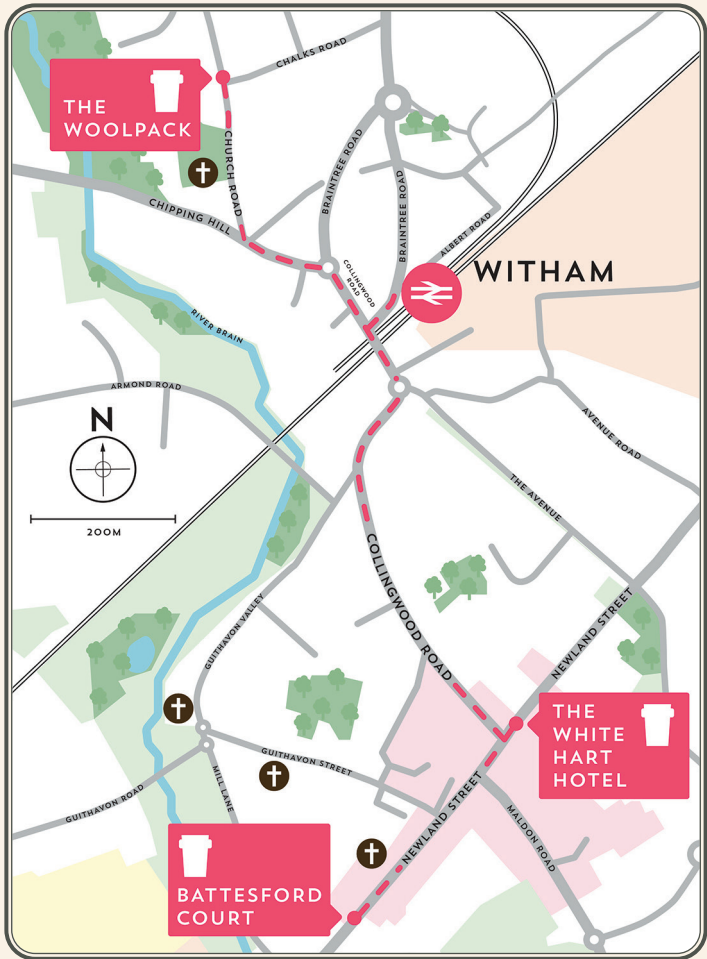 CHALKS ROAD
THE
WOOLPACK
CHURCH ROAD
BRAINTREE ROAD
BRAINTREE ROAD
CHIPPING HILL
ALBERT ROAD
COLLINGWOOD
ROAD
WITHAM
RIVER BRAIN
ARMOND ROAD
N
200M
AVENUE ROAD
THE AVENUE
COLLINGWOOD ROAD
NEWLAND STREET
GUITHAVON VALLEY
THE
WHITE
HART
HOTEL
GUITHAVON STREET
GUITHAVON ROAD
MILL LANE
NEWLAND STREET
MALDON ROAD
BATTESFORD
COURT